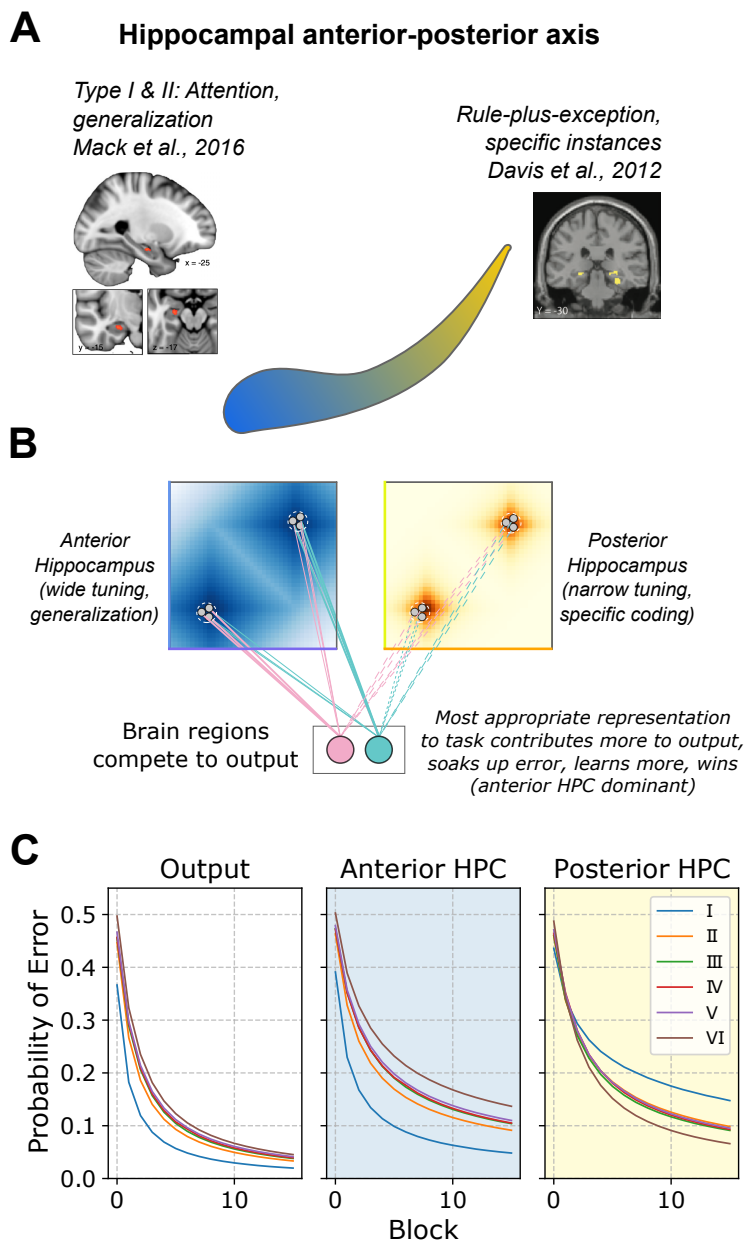 A
Hippocampal anterior-posterior axis
Type I & II: Attention,
generalization
Mack et al., 2016
Rule-plus-exception,
specific instances
Davis et al., 2012
x = -25
y = -15
z = -17
Y = -30
B
Anterior
Hippocampus
(wide tuning,
generalization)
Posterior
Hippocampus
(narrow tuning,
specific coding)
Brain regions
compete to output
Most appropriate representation
to task contributes more to output,
soaks up error, learns more, wins
(anterior HPC dominant)
C
Output
Anterior HPC
Posterior HPC
Probability of Error
0.5
0.4
0.3
0.2
0.1
0.0
I
II
III
IV
V
VI
0
10
0
10
0
10
Block